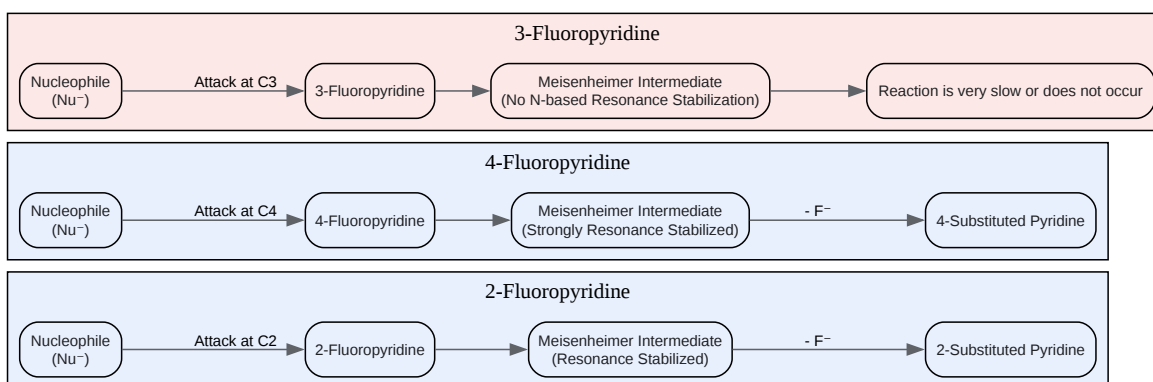 3-Fluoropyridine
Nucleophile
(Nu⁻)
Attack at C3
3-Fluoropyridine
Meisenheimer Intermediate
(No N-based Resonance Stabilization)
Reaction is very slow or does not occur
4-Fluoropyridine
Nucleophile
(Nu⁻)
Attack at C4
4-Fluoropyridine
Meisenheimer Intermediate
(Strongly Resonance Stabilized)
- F⁻
4-Substituted Pyridine
2-Fluoropyridine
Nucleophile
(Nu⁻)
Attack at C2
2-Fluoropyridine
Meisenheimer Intermediate
(Resonance Stabilized)
- F⁻
2-Substituted Pyridine